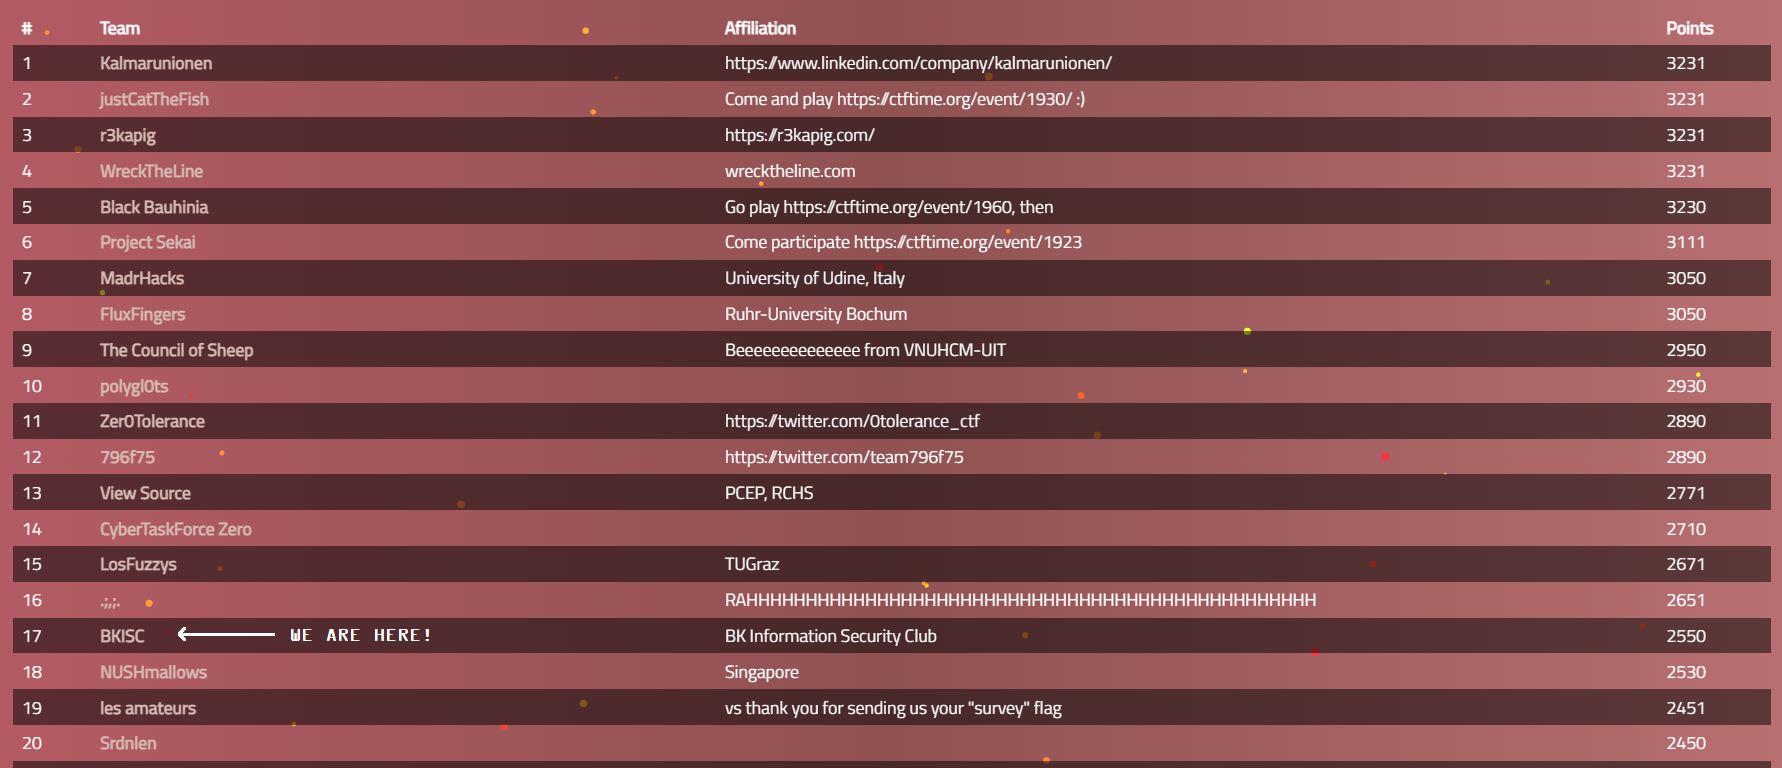 # Team Affiliation Points
1 Kalmarunionen https://www.linkedin.com/company/kalmarunionen/ 3231
2 justCatTheFish Come and play https://ctftime.org/event/1930/ :) 3231
3 r3kapig https://r3kapig.com/ 3231
4 WreckTheLine wrecktheline.com 3231
5 Black Bauhinia Go play https://ctftime.org/event/1960, then 3230
6 Project Sekai Come participate https://ctftime.org/event/1923 3111
7 MadrHacks University of Udine, Italy 3050
8 FluxFingers Ruhr-University Bochum 3050
9 The Council of Sheep Beeeeeeeeeeeeee from VNUHCM-UIT 2950
10 polygl0ts 2930
11 Zer0Tolerance https://twitter.com/0tolerance_ctf 2890
12 796f75 https://twitter.com/team796f75 2890
13 View Source PCEP, RCHS 2771
14 CyberTaskForce Zero 2710
15 LosFuzzys TUGraz 2671
16 .;,;. RAHHHHHHHHHHHHHHHHHHHHHHHHHHHHHHHHHHHHHHHHHHHHHHHH 2651
17 BKISC WE ARE HERE! BK Information Security Club 2550
18 NUSHmallows Singapore 2530
19 les amateurs vs thank you for sending us your "survey" flag 2451
20 Srdnlen 2450